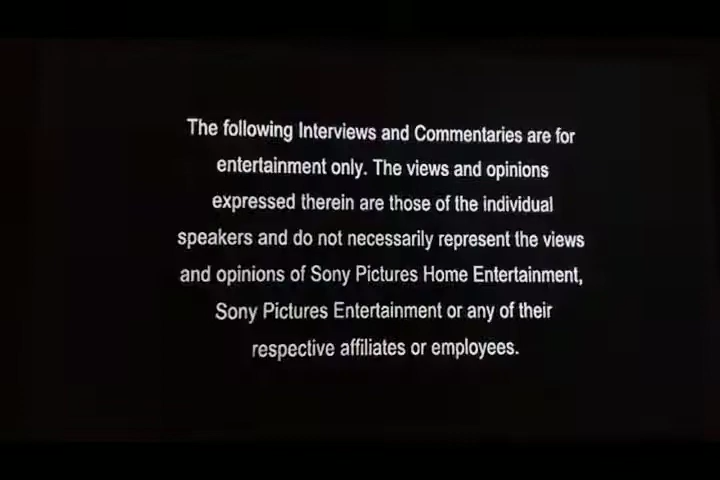 The following Interviews and Commentaries are for
entertainment only. The views and opinions
expressed therein are those of the individual
speakers and do not necessarily represent the views
and opinions of Sony Pictures Home Entertainment,
Sony Pictures Entertainment or any of their
respective affiliates or employees.